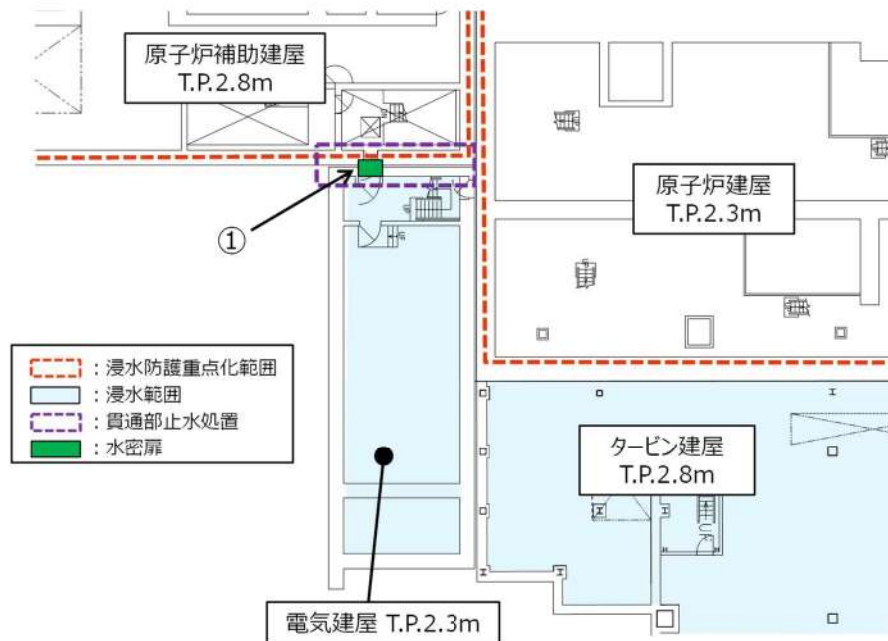 原子炉補助建屋
T.P.2.8m
原子炉建屋
T.P.2.3m
①
：浸水防護重点化範囲
：浸水範囲
：貫通部止水処置
：水密扉
タービン建屋
T.P.2.8m
電気建屋 T.P.2.3m